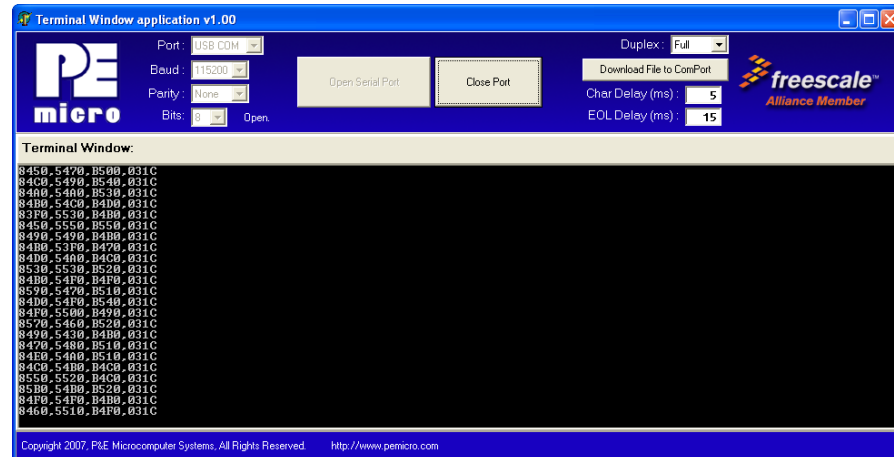 Terminal Window application v1.00
PE
micro
Port: USB COM
Baud: 115200
Parity: None
Bits: 8 Open.
Open Serial Port
Close Port
Duplex: Full
Download File to ComPort
Char Delay (ms): 5
EOL Delay (ms): 15
freescale™
Alliance Member
Terminal Window:
8450,5470,B500,031C
84C0,5490,B540,031C
84A0,54A0,B530,031C
84B0,54C0,B4D0,031C
83F0,5530,B4B0,031C
8450,5550,B550,031C
8490,5490,B4B0,031C
84B0,53F0,B470,031C
84D0,54A0,B4C0,031C
8530,5530,B520,031C
84B0,54F0,B4F0,031C
8590,5470,B510,031C
84D0,54F0,B540,031C
84F0,5500,B490,031C
8570,5460,B520,031C
8490,5430,B4B0,031C
8470,5480,B510,031C
84E0,54A0,B510,031C
84C0,54B0,B4C0,031C
8550,5520,B4C0,031C
85B0,54B0,B520,031C
84F0,54F0,B4B0,031C
8460,5510,B4F0,031C
Copyright 2007, P&E Microcomputer Systems, All Rights Reserved. http://www.pemicro.com